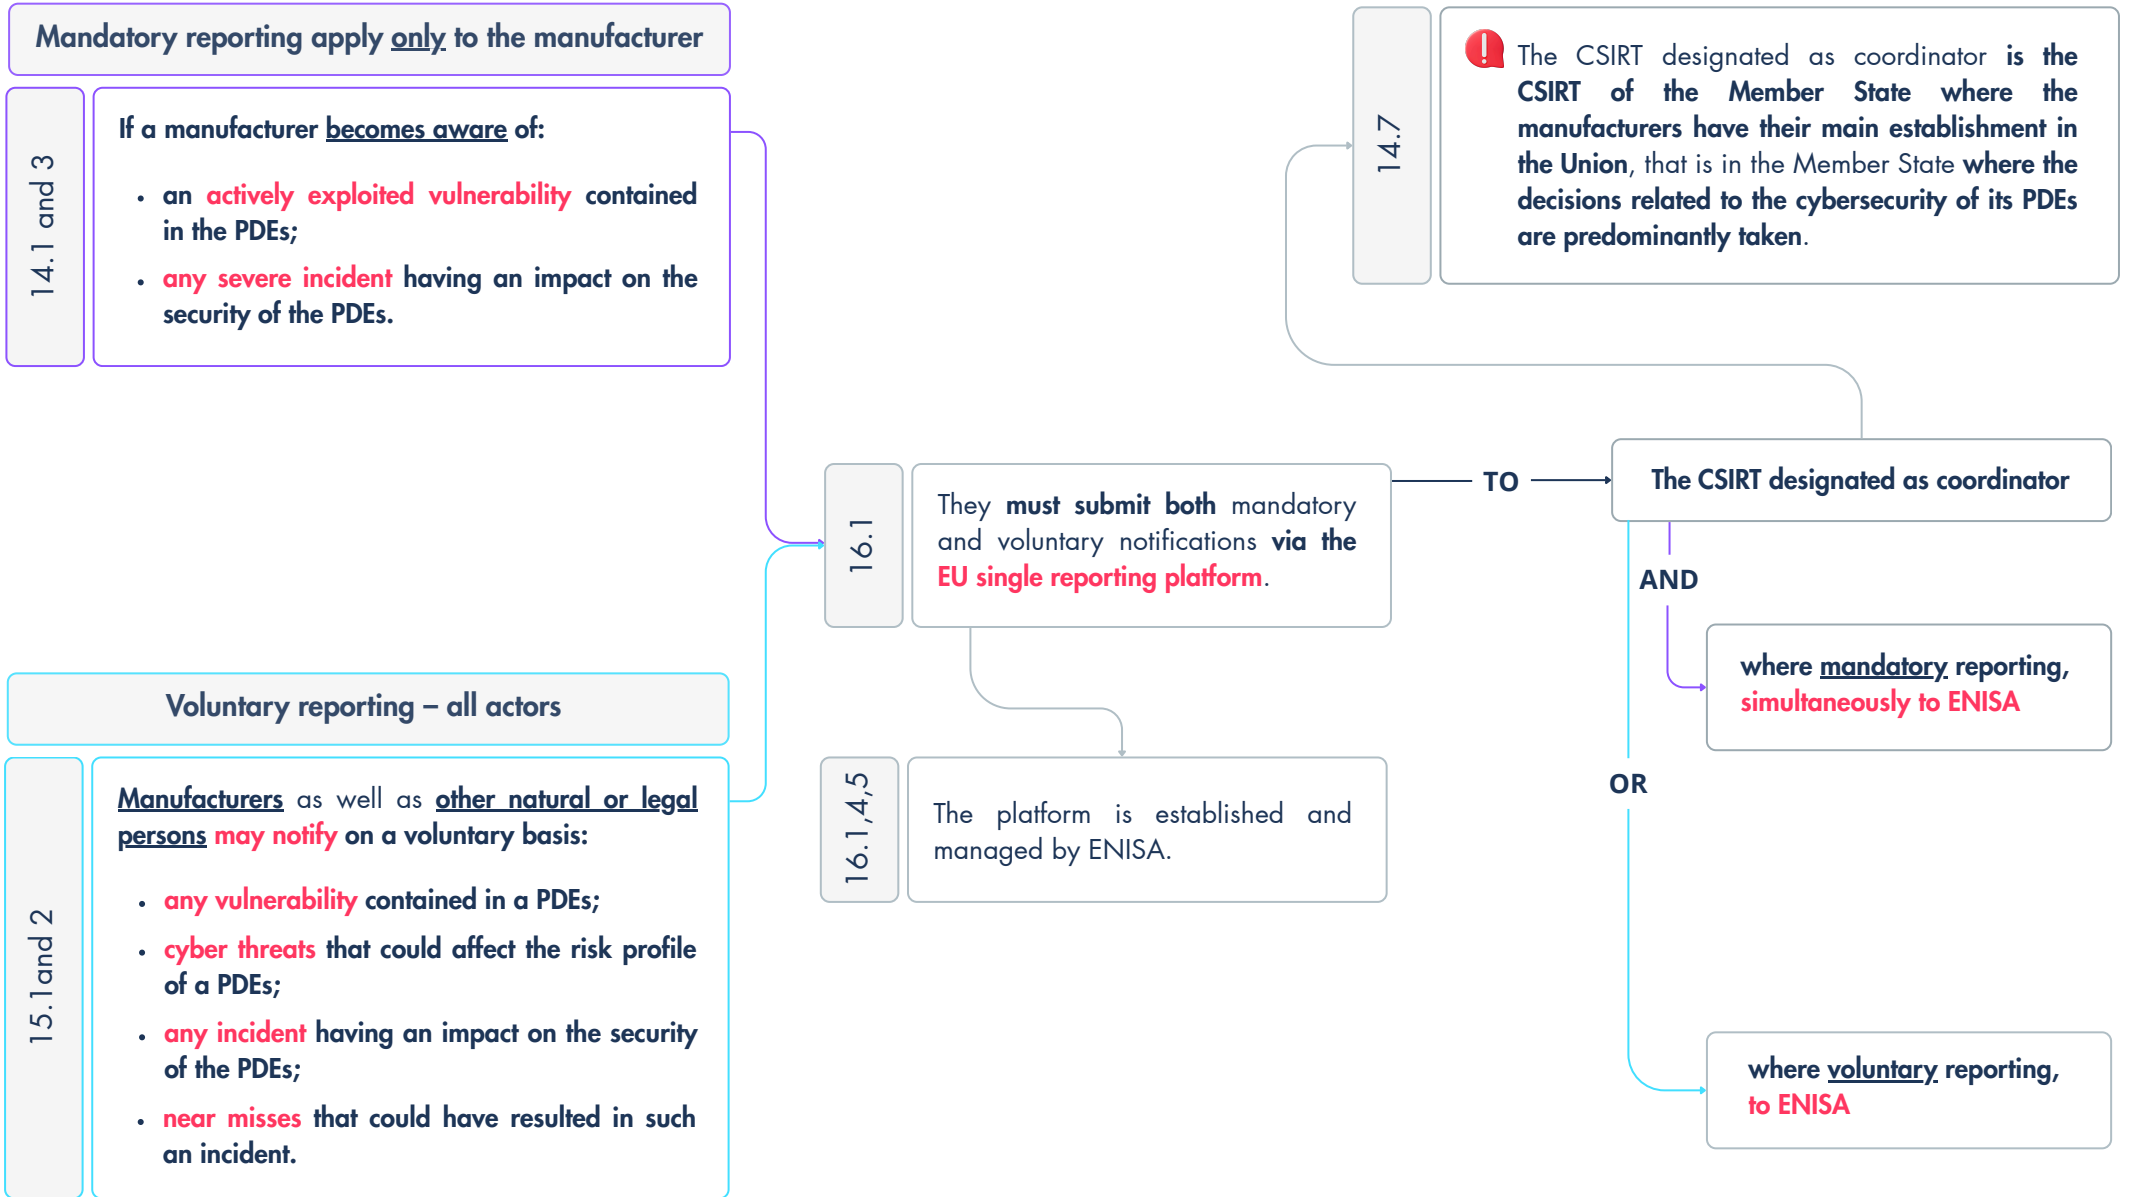 Mandatory reporting apply only to the manufacturer
14.1 and 3
If a manufacturer becomes aware of:
• an actively exploited vulnerability contained
in the PDEs;
• any severe incident having an impact on the
security of the PDEs.
Voluntary reporting – all actors
15.1and 2
Manufacturers as well as other natural or legal
persons may notify on a voluntary basis:
• any vulnerability contained in a PDEs;
• cyber threats that could affect the risk profile
of a PDEs;
• any incident having an impact on the security
of the PDEs;
• near misses that could have resulted in such
an incident.
16.1
They must submit both mandatory
and voluntary notifications via the
EU single reporting platform.
16.1,4,5
The platform is established and
managed by ENISA.
TO
The CSIRT designated as coordinator
14.7
The CSIRT designated as coordinator is the
CSIRT of the Member State where the
manufacturers have their main establishment in
the Union, that is in the Member State where the
decisions related to the cybersecurity of its PDEs
are predominantly taken.
AND
where mandatory reporting,
simultaneously to ENISA
OR
where voluntary reporting,
to ENISA